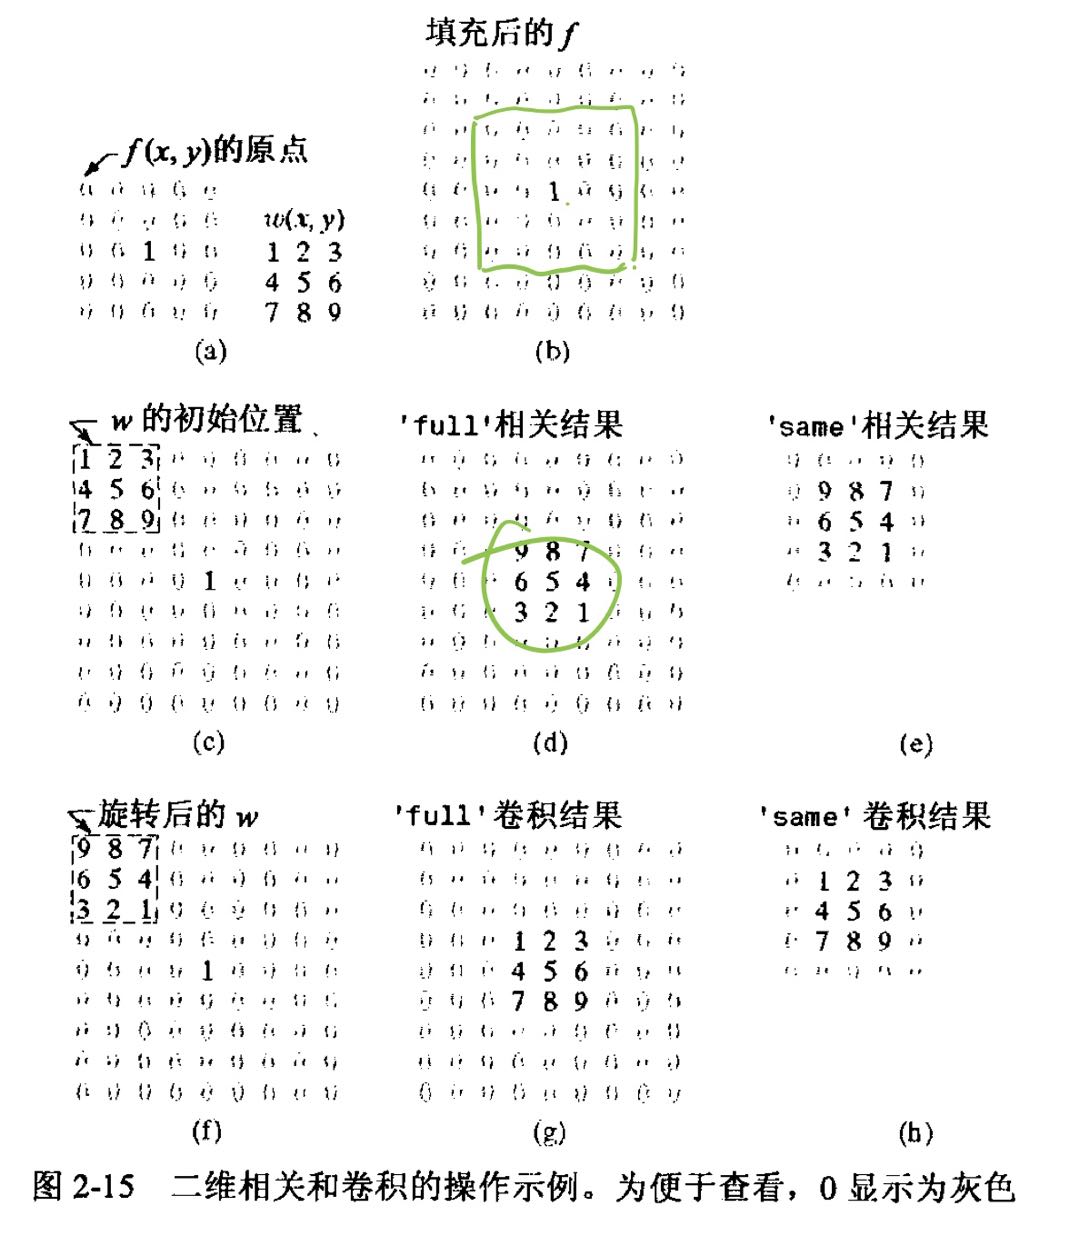 f(x, y)的原点
0 0 0 0 0
0 0 0 0 0
0 0 1 0 0
0 0 0 0 0
0 0 0 0 0
w(x, y)
1 2 3
4 5 6
7 8 9
(a)
填充后的 f
0 0 0 0 0 0 0 0 0
0 0 0 0 0 0 0 0 0
0 0 0 0 0 0 0 0 0
0 0 0 0 0 0 0 0 0
0 0 0 0 1 0 0 0 0
0 0 0 0 0 0 0 0 0
0 0 0 0 0 0 0 0 0
0 0 0 0 0 0 0 0 0
0 0 0 0 0 0 0 0 0
(b)
w 的初始位置
1 2 3 0 0 0 0 0 0
4 5 6 0 0 0 0 0 0
7 8 9 0 0 0 0 0 0
0 0 0 0 0 0 0 0 0
0 0 0 0 1 0 0 0 0
0 0 0 0 0 0 0 0 0
0 0 0 0 0 0 0 0 0
0 0 0 0 0 0 0 0 0
0 0 0 0 0 0 0 0 0
(c)
'full'相关结果
0 0 0 0 0 0 0 0 0
0 0 0 0 0 0 0 0 0
0 0 0 0 0 0 0 0 0
0 0 0 9 8 7 0 0 0
0 0 0 6 5 4 0 0 0
0 0 0 3 2 1 0 0 0
0 0 0 0 0 0 0 0 0
0 0 0 0 0 0 0 0 0
0 0 0 0 0 0 0 0 0
(d)
'same'相关结果
0 0 0 0 0
0 9 8 7 0
0 6 5 4 0
0 3 2 1 0
0 0 0 0 0
(e)
旋转后的 w
9 8 7 0 0 0 0 0 0
6 5 4 0 0 0 0 0 0
3 2 1 0 0 0 0 0 0
0 0 0 0 0 0 0 0 0
0 0 0 0 1 0 0 0 0
0 0 0 0 0 0 0 0 0
0 0 0 0 0 0 0 0 0
0 0 0 0 0 0 0 0 0
0 0 0 0 0 0 0 0 0
(f)
'full'卷积结果
0 0 0 0 0 0 0 0 0
0 0 0 0 0 0 0 0 0
0 0 0 0 0 0 0 0 0
0 0 0 1 2 3 0 0 0
0 0 0 4 5 6 0 0 0
0 0 0 7 8 9 0 0 0
0 0 0 0 0 0 0 0 0
0 0 0 0 0 0 0 0 0
0 0 0 0 0 0 0 0 0
(g)
'same'卷积结果
0 0 0 0 0
0 1 2 3 0
0 4 5 6 0
0 7 8 9 0
0 0 0 0 0
(h)
图 2-15 二维相关和卷积的操作示例。为便于查看，0 显示为灰色